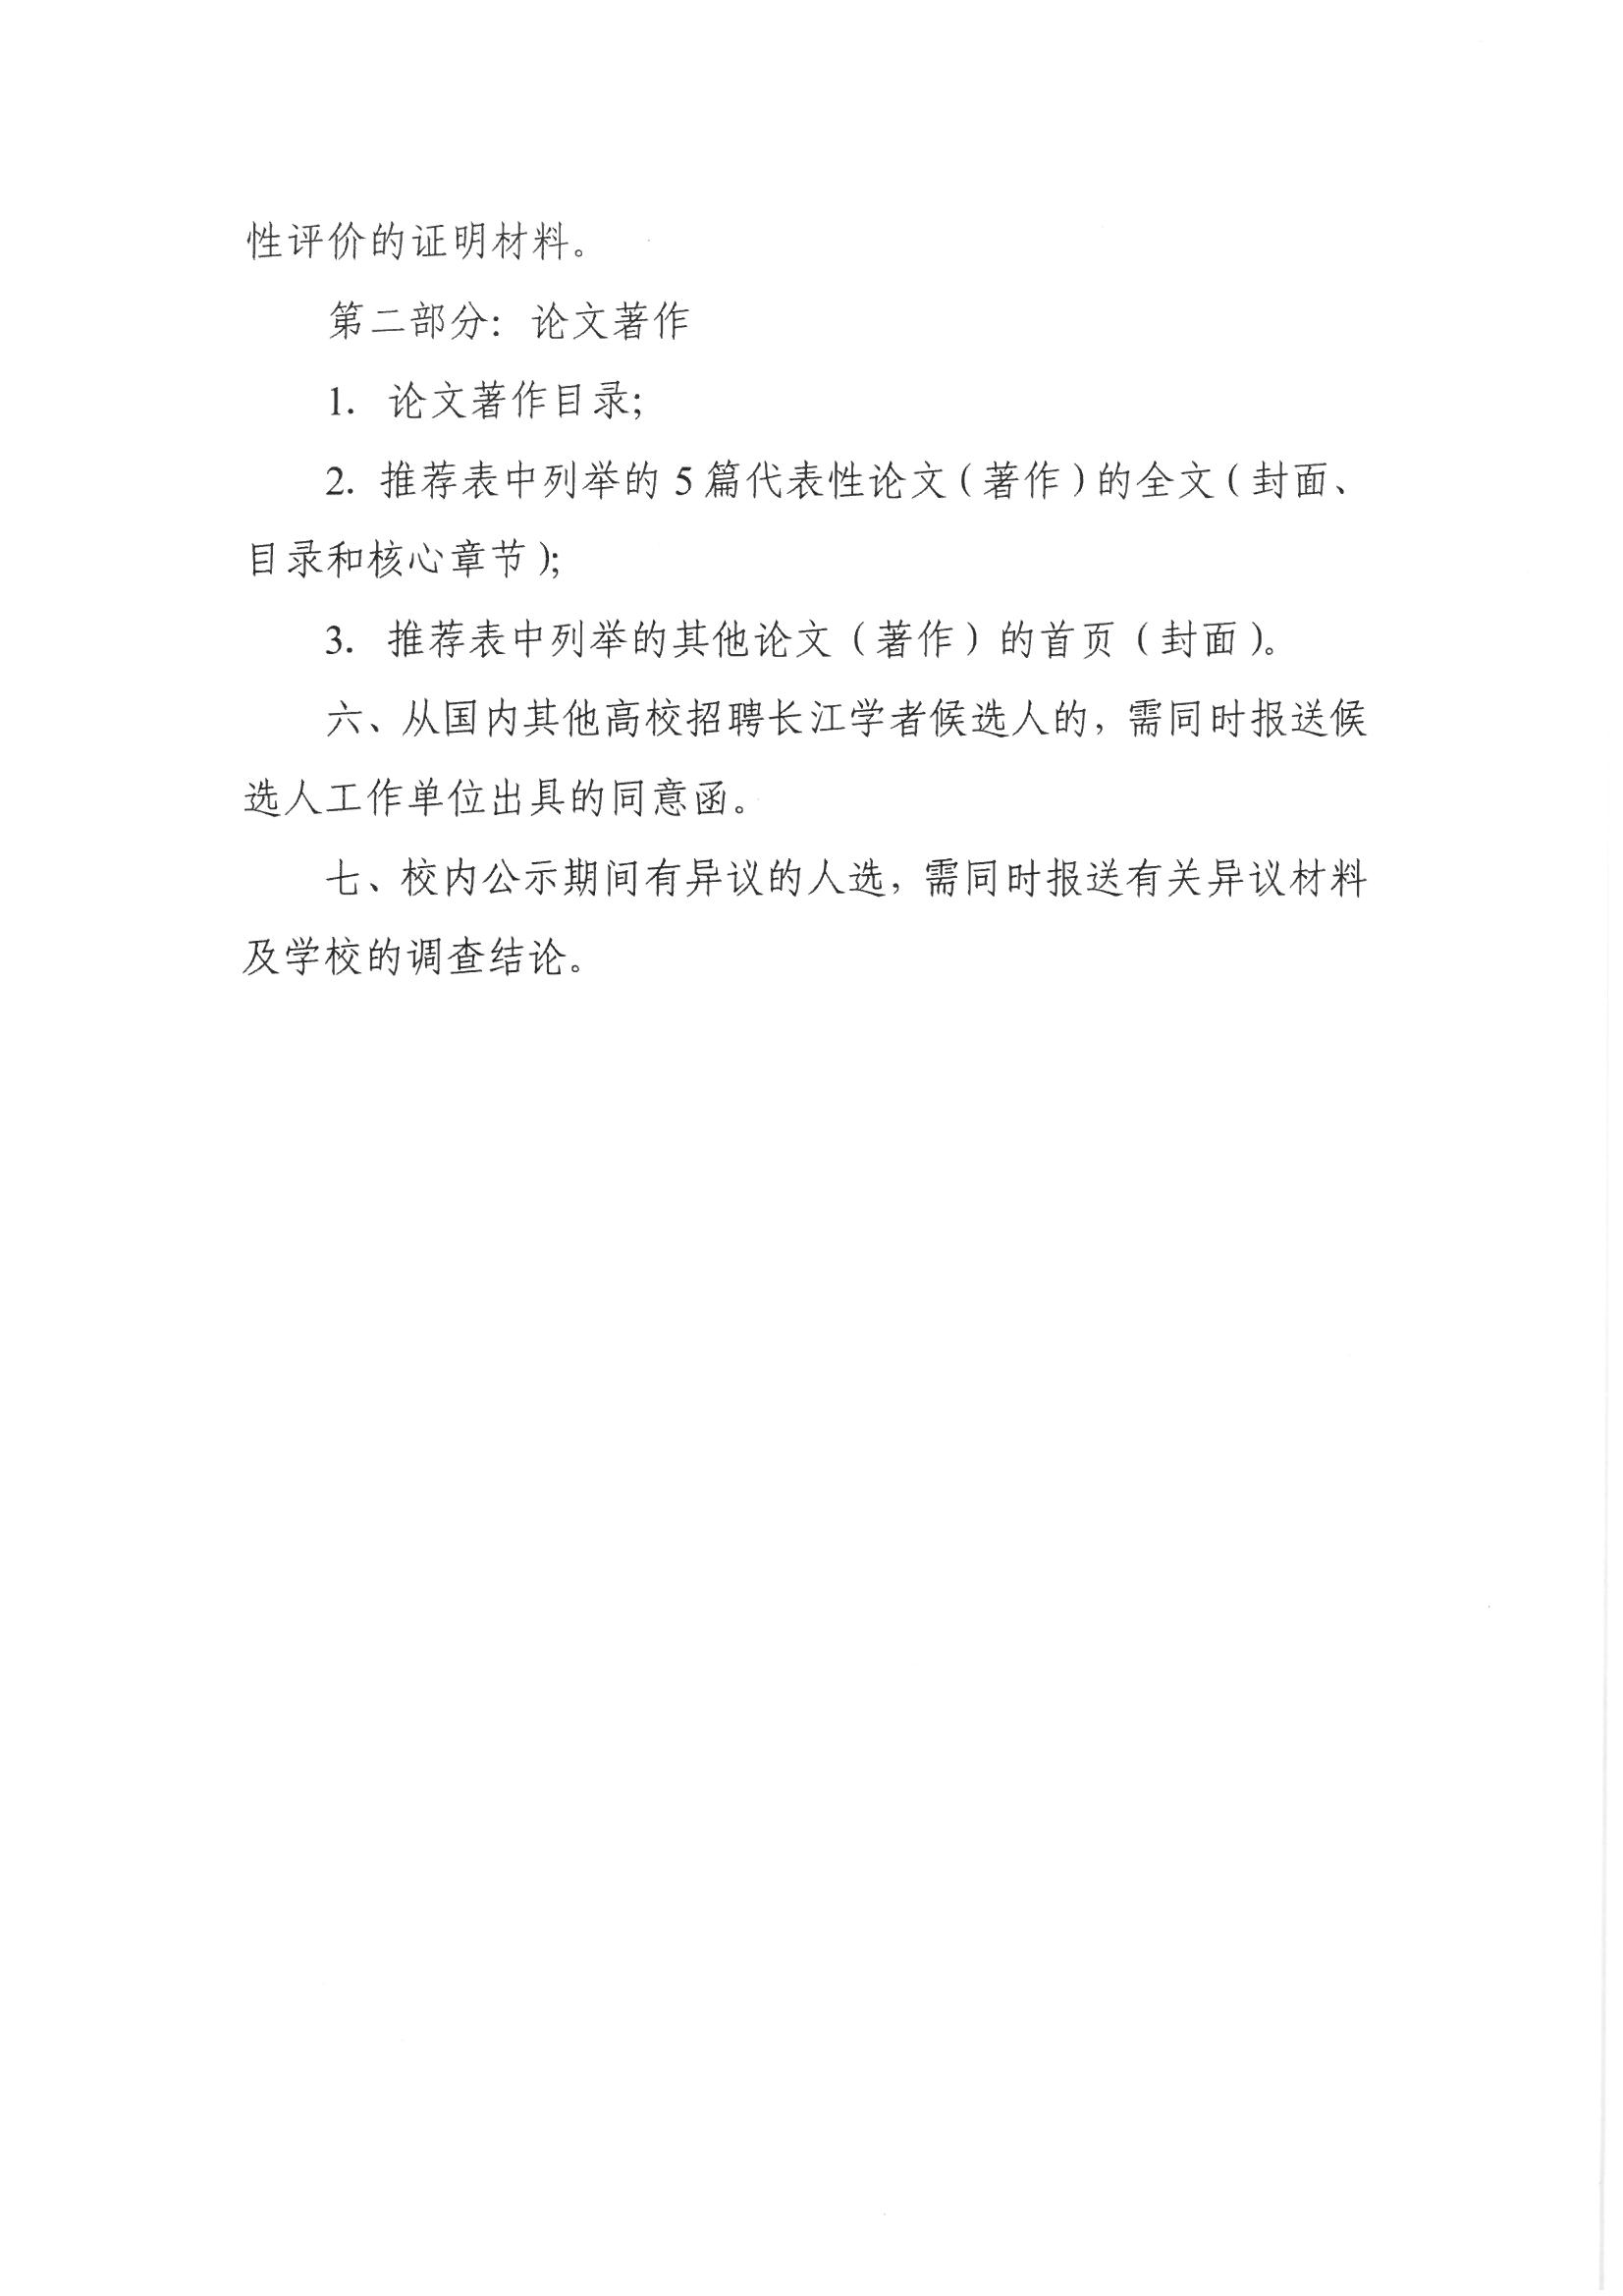 性评价的证明材料。
第二部分：论文著作
1. 论文著作目录;
2. 推荐表中列举的 5 篇代表性论文（著作）的全文（封面、
目录和核心章节）;
3. 推荐表中列举的其他论文（著作）的首页（封面）。
六、从国内其他高校招聘长江学者候选人的，需同时报送候
选人工作单位出具的同意函。
七、校内公示期间有异议的人选，需同时报送有关异议材料
及学校的调查结论。